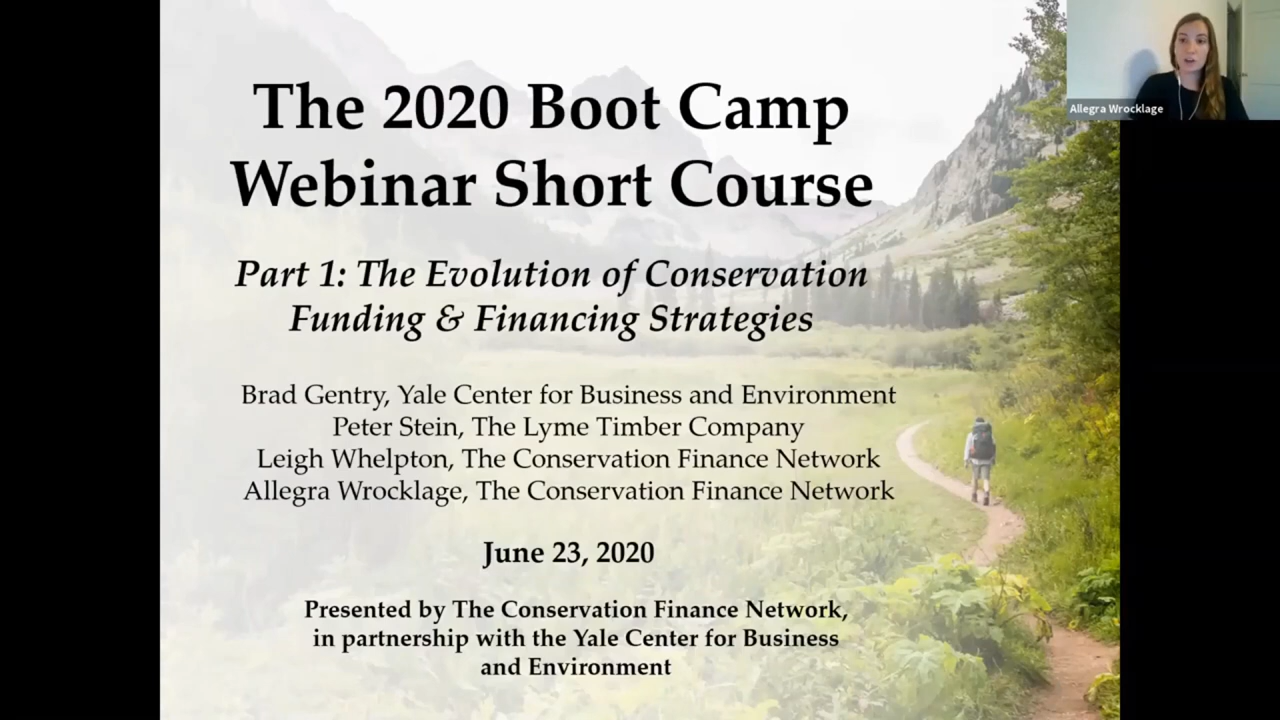 The 2020 Boot Camp
Webinar Short Course
Part 1: The Evolution of Conservation
Funding & Financing Strategies
Brad Gentry, Yale Center for Business and Environment
Peter Stein, The Lyme Timber Company
Leigh Whelpton, The Conservation Finance Network
Allegra Wrocklage, The Conservation Finance Network
June 23, 2020
Presented by The Conservation Finance Network,
in partnership with the Yale Center for Business
and Environment
Allegra Wrocklage